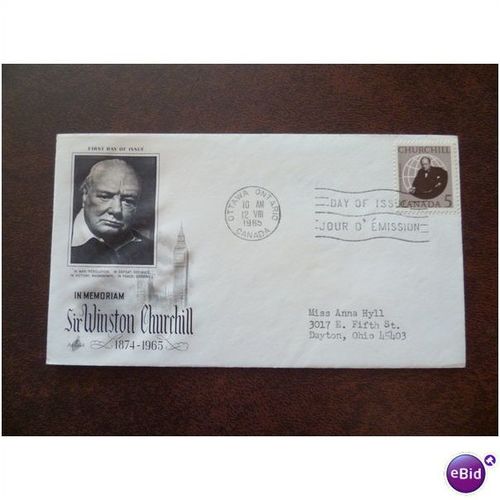 FIRST DAY OF ISSUE
IN WAR: RESOLUTION. IN DEFEAT: DEFIANCE.
IN VICTORY: MAGNANIMITY. IN PEACE: GOODWILL.
IN MEMORIAM
Sir Winston Churchill
1874-1965
OTTAWA ONTARIO
10 AM
12 VIII
1965
CANADA
DAY OF ISSUE
JOUR D'ÉMISSION
CHURCHILL
CANADA 5
Miss Anna Hyll
3017 E. Fifth St.
Dayton, Ohio 45403
eBid